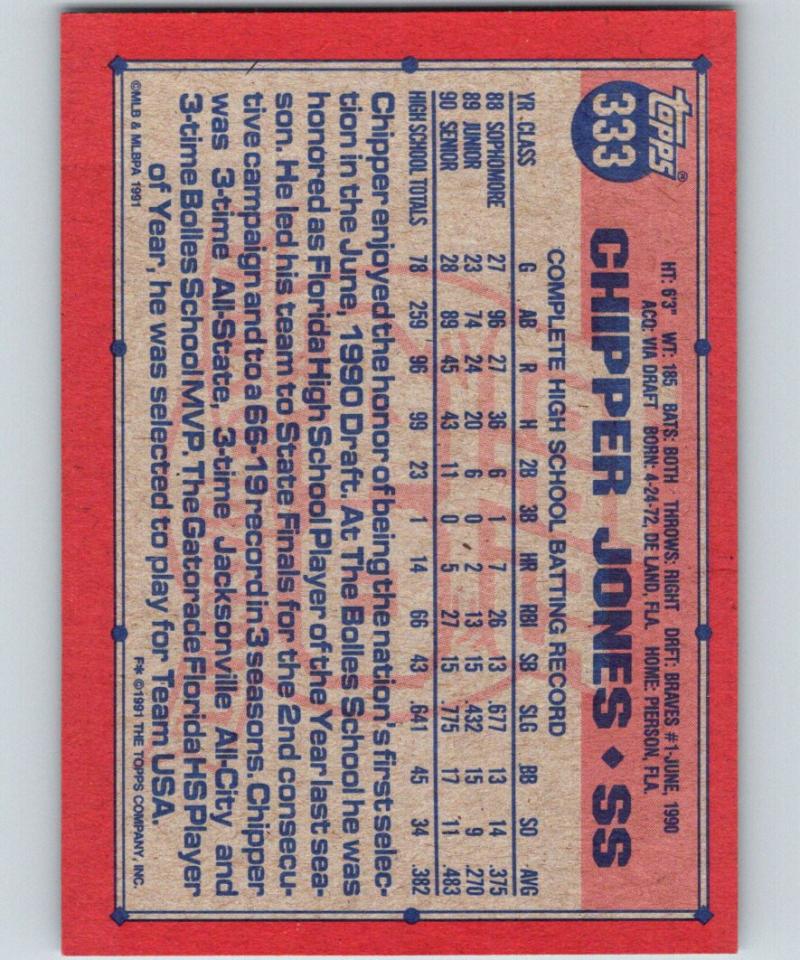 TOPPS®
333
HT: 6'3" WT: 185 BATS: BOTH THROWS: RIGHT DRFT: BRAVES #1-JUNE, 1990
ACQ: VIA DRAFT BORN: 4-24-72, DE LAND, FLA. HOME: PIERSON, FLA.
CHIPPER JONES ◆ SS
COMPLETE HIGH SCHOOL BATTING RECORD
YR CLASS G AB R H 2B 3B HR RBI SB SLG BB SO AVG
88 SOPHOMORE 27 96 27 36 6 1 7 26 13 .677 13 14 .375
89 JUNIOR 23 74 24 20 6 0 2 13 15 .432 15 9 .270
90 SENIOR 28 89 45 43 11 0 5 27 15 .775 17 11 .483
HIGH SCHOOL TOTALS 78 259 96 99 23 1 14 66 43 .641 45 34 .382
Chipper enjoyed the honor of being the nation's first selec-
tion in the June, 1990 Draft. At The Bolles School he was
honored as Florida High School Player of the Year last sea-
son. He led his team to State Finals for the 2nd consecu-
tive campaign and to a 66-19 record in 3 seasons. Chipper
was 3-time All-State, 3-time Jacksonville All-City and
3-time Bolles School MVP. The Gatorade Florida HS Player
of Year, he was selected to play for Team USA.
©MLB & MLBPA 1991 F* ©1991 THE TOPPS COMPANY, INC.